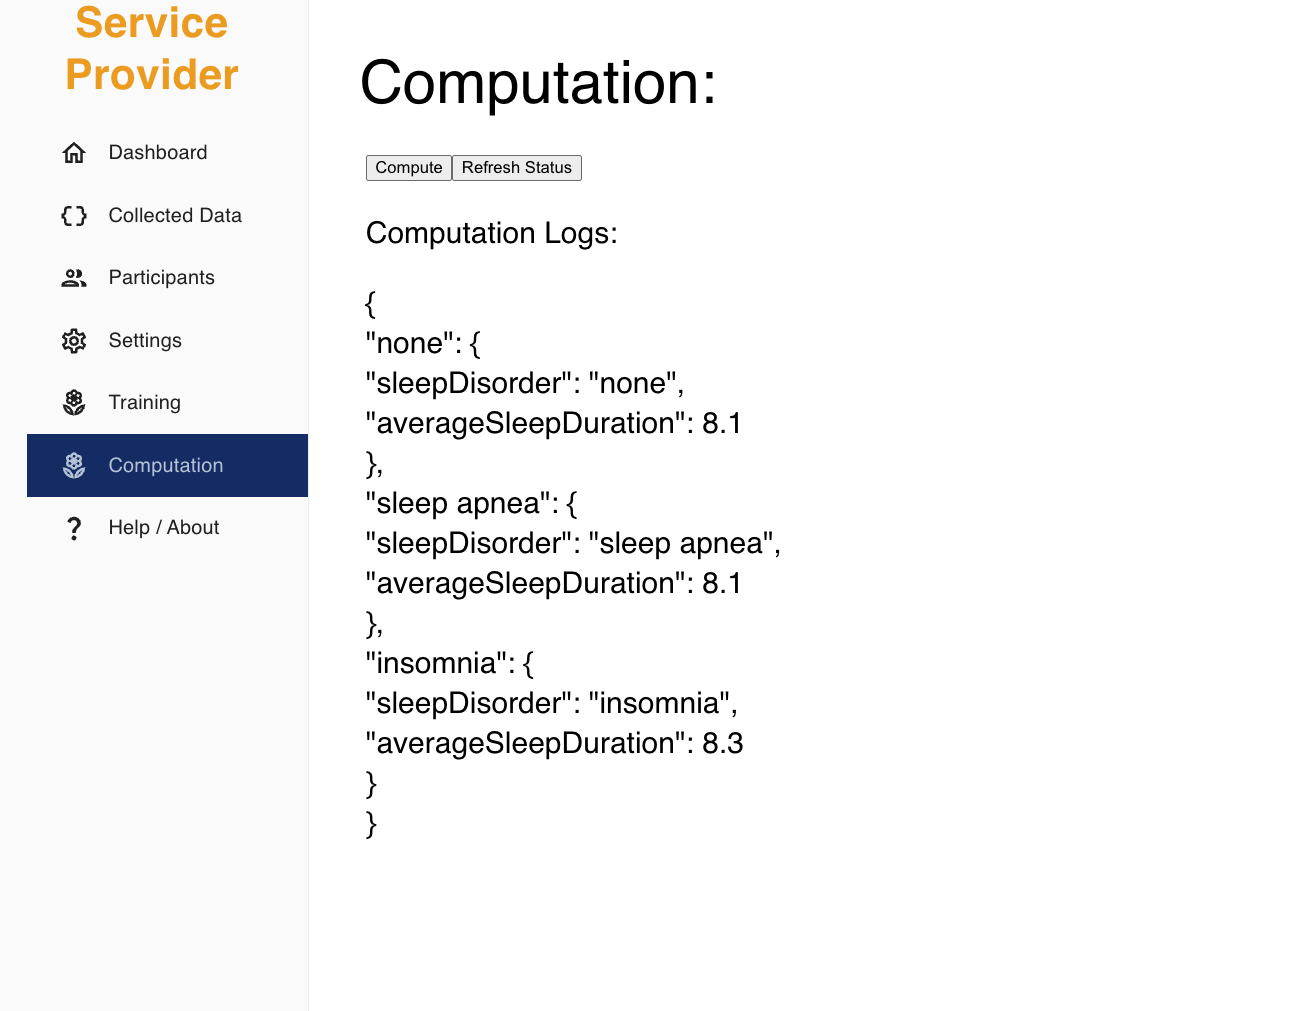 Service
Provider
Dashboard
Collected Data
Participants
Settings
Training
Computation
Help / About
Computation:
Compute Refresh Status
Computation Logs:
{
"none": {
"sleepDisorder": "none",
"averageSleepDuration": 8.1
},
"sleep apnea": {
"sleepDisorder": "sleep apnea",
"averageSleepDuration": 8.1
},
"insomnia": {
"sleepDisorder": "insomnia",
"averageSleepDuration": 8.3
}
}